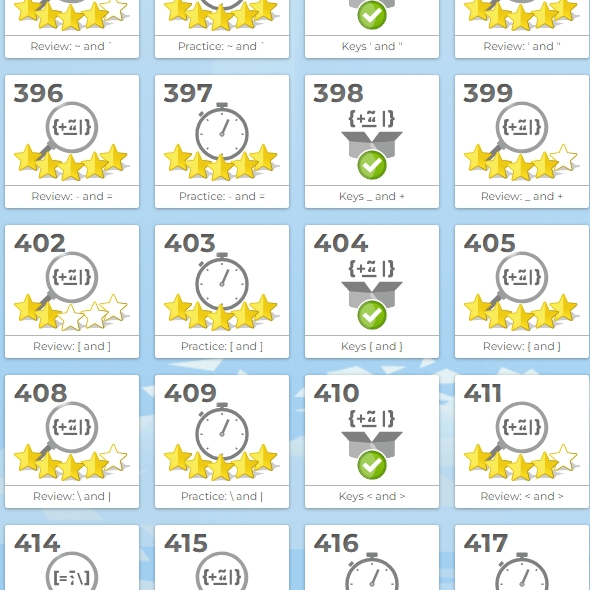 Review: ~ and `
Practice: ~ and `
Keys ' and "
Review: ' and "
396
397
398
399
{+≅|}
{+≅|}
{+≅|}
Review: - and =
Practice: - and =
Keys _ and +
Review: _ and +
402
403
404
405
Review: [ and ]
Practice: [ and ]
Keys { and }
Review: { and }
408
409
410
411
Review: \ and |
Practice: \ and |
Keys < and >
Review: < and >
414
415
416
417